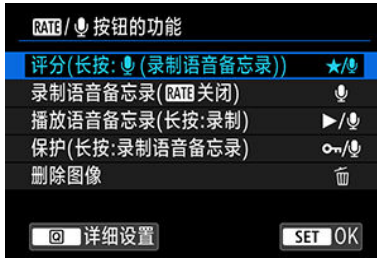 RATE/按钮的功能
评分(长按:(录制语音备忘录)) ★/
录制语音备忘录(RATE关闭)
播放语音备忘录(长按:录制) ▶/
保护(长按:录制语音备忘录) /
删除图像
Q 详细设置 SET OK